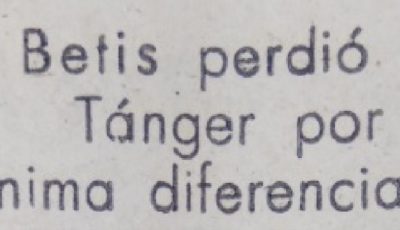 Betis perdió
Tánger por
nima diferencia